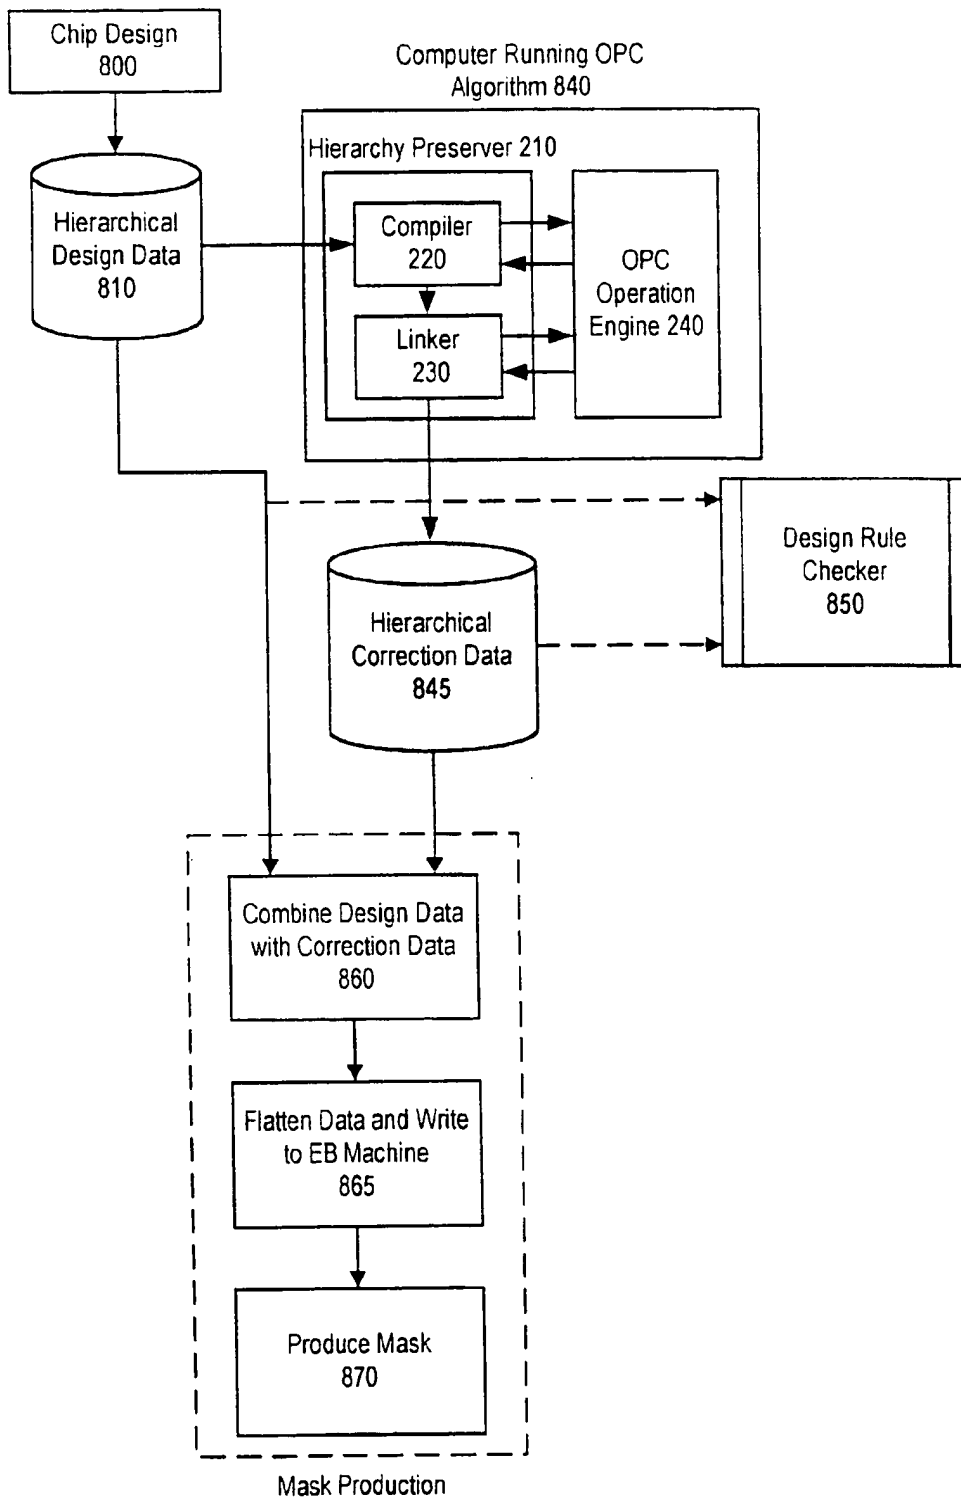 Chip Design
800
Computer Running OPC
Algorithm 840
Hierarchy Preserver 210
Hierarchical
Design Data
810
Compiler
220
OPC
Operation
Engine 240
Linker
230
Design Rule
Checker
850
Hierarchical
Correction Data
845
Combine Design Data
with Correction Data
860
Flatten Data and Write
to EB Machine
865
Produce Mask
870
Mask Production